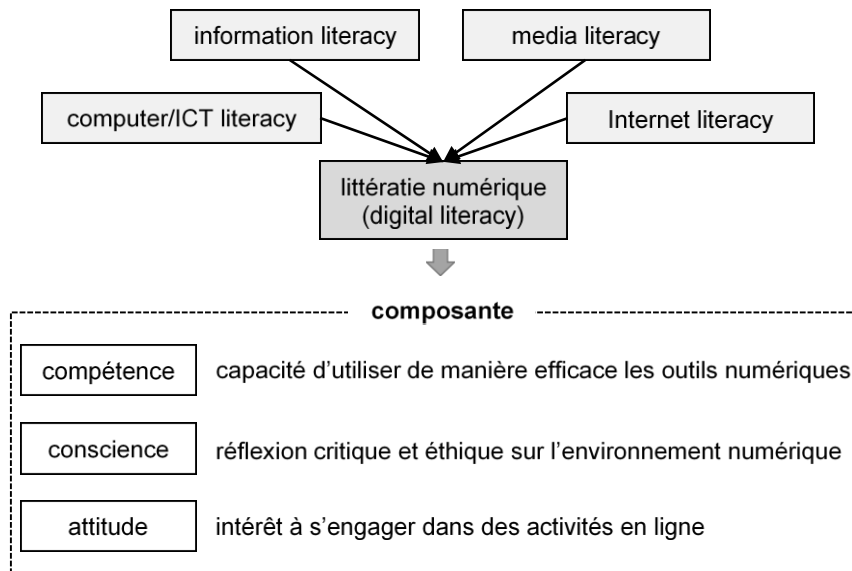 information literacy
media literacy
computer/ICT literacy
Internet literacy
littératie numérique
(digital literacy)
composante
compétence
capacité d’utiliser de manière efficace les outils numériques
conscience
réflexion critique et éthique sur l’environnement numérique
attitude
intérêt à s’engager dans des activités en ligne